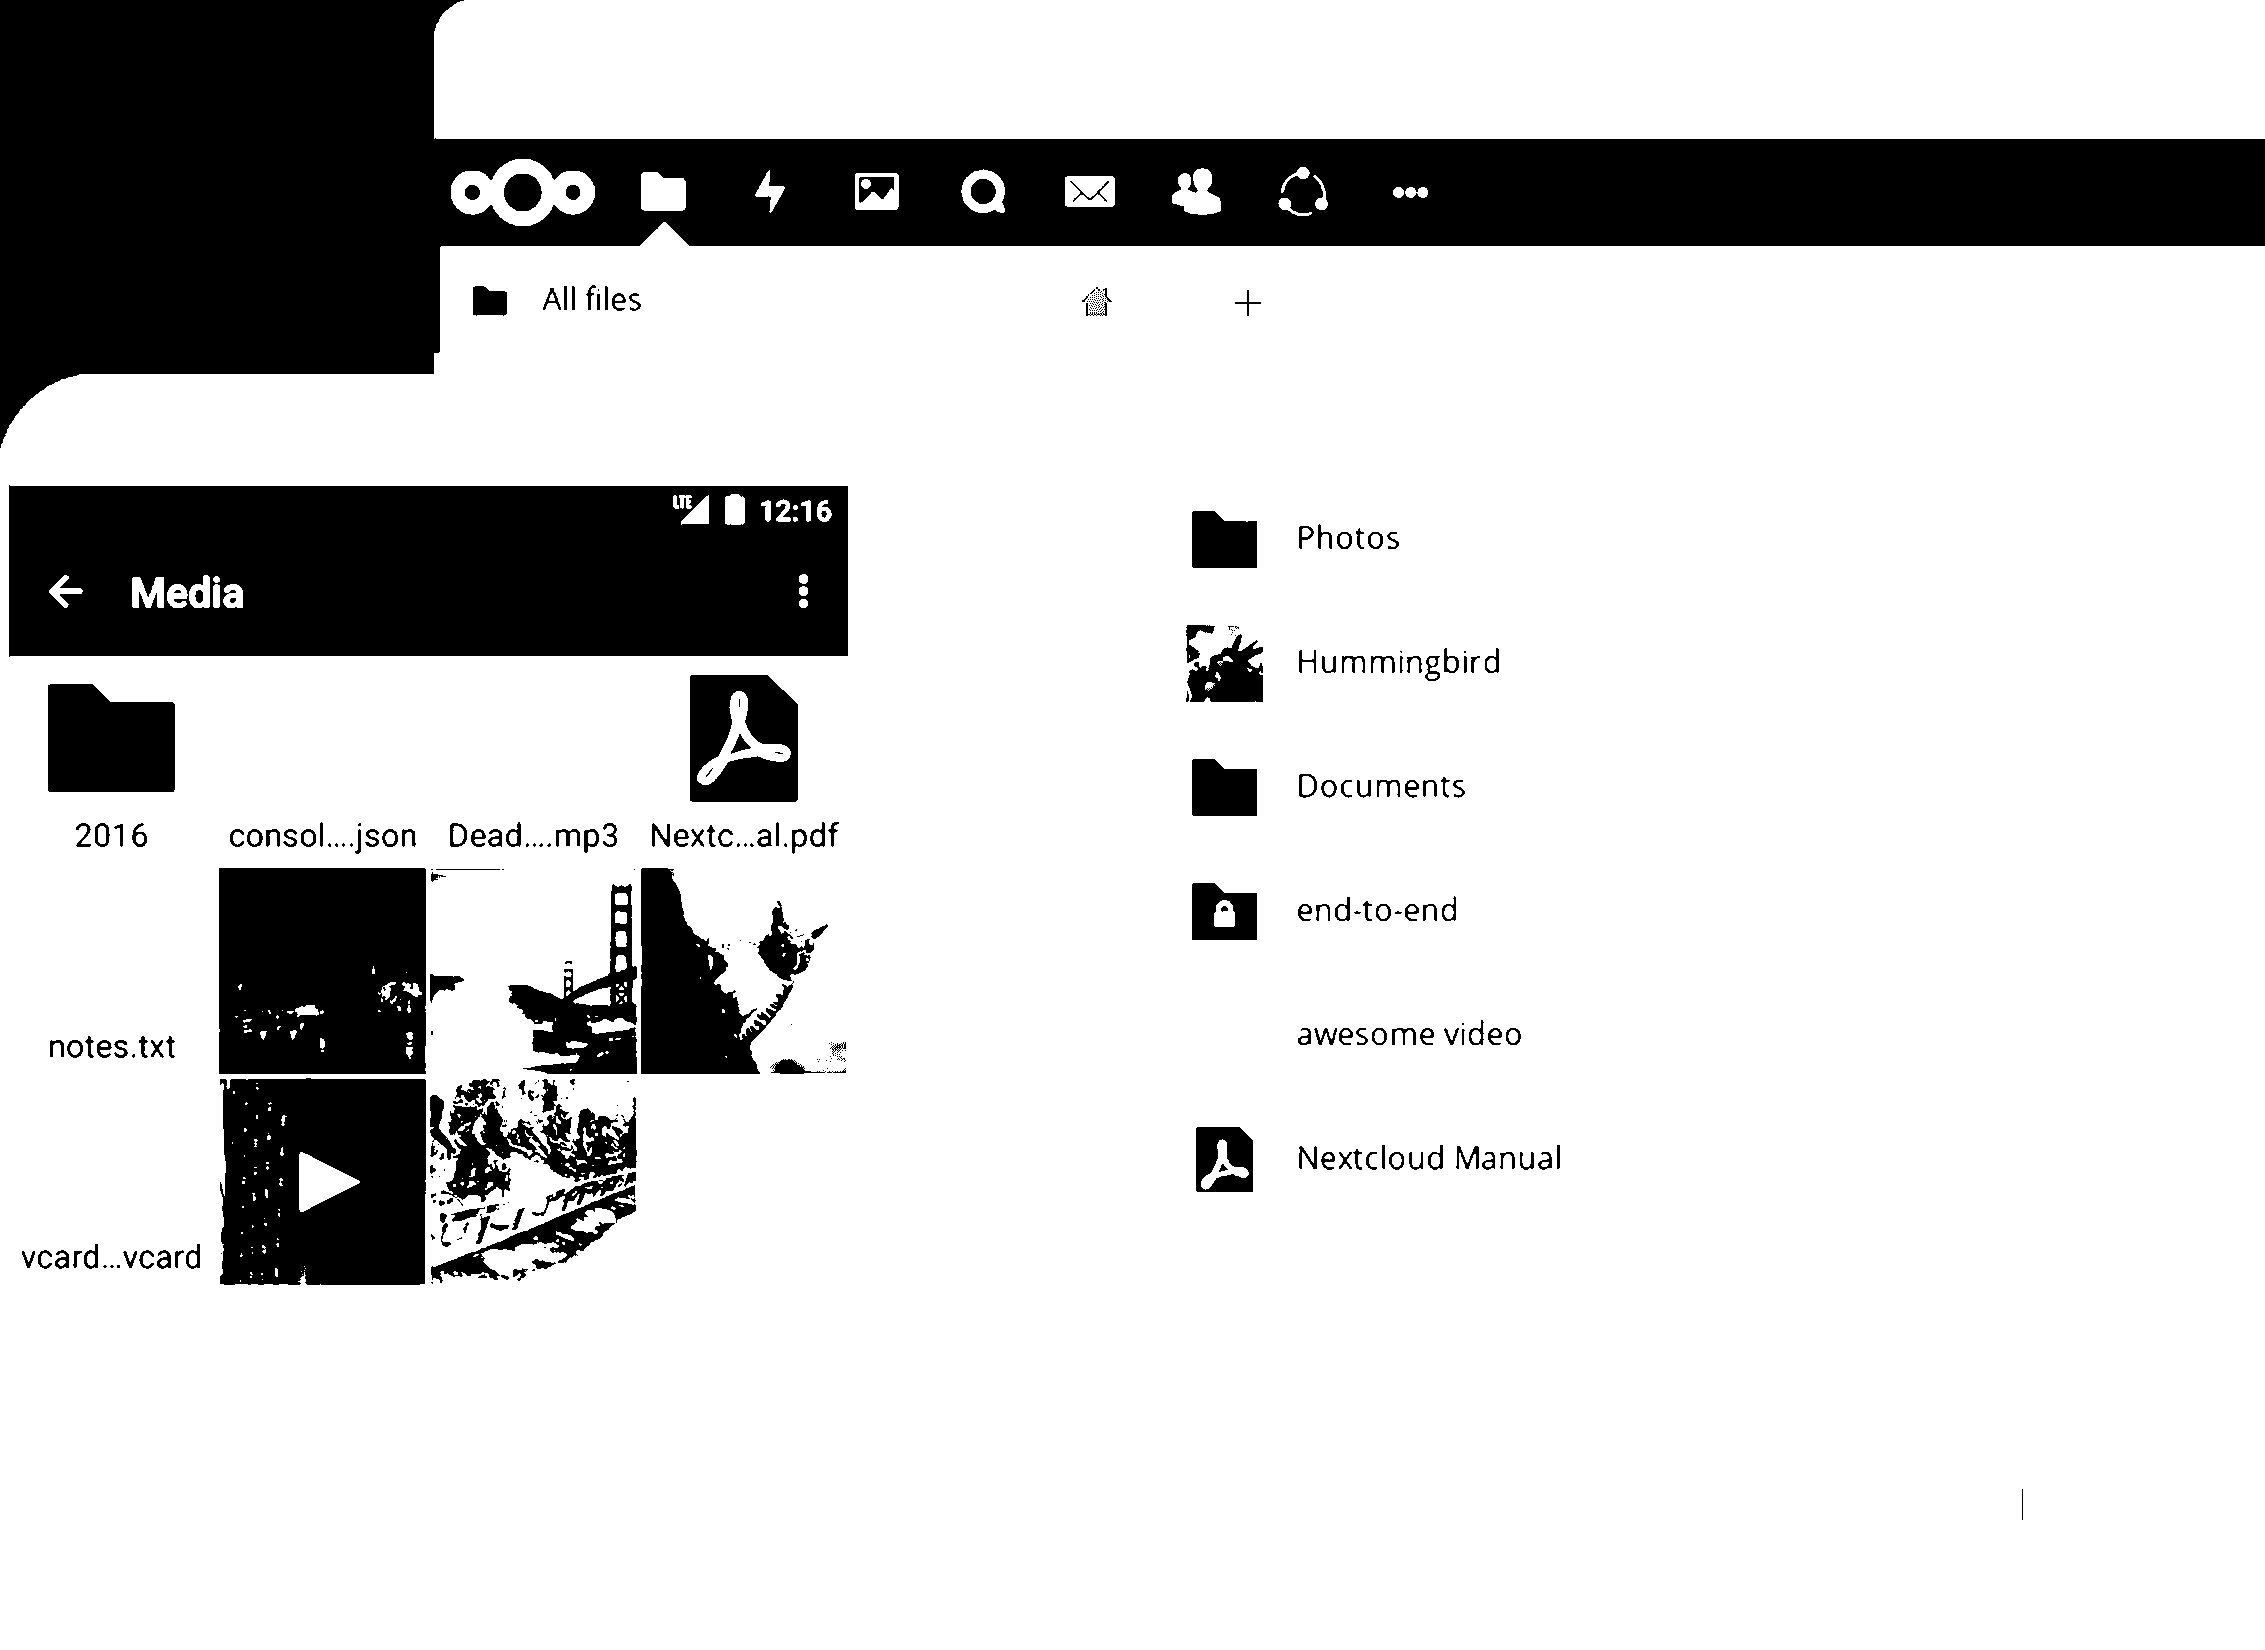 All files
LTE 12:16
Media
2016 consol....json Dead....mp3 Nextc...al.pdf
notes.txt
vcard...vcard
Photos
Hummingbird
Documents
end-to-end
awesome video
Nextcloud Manual